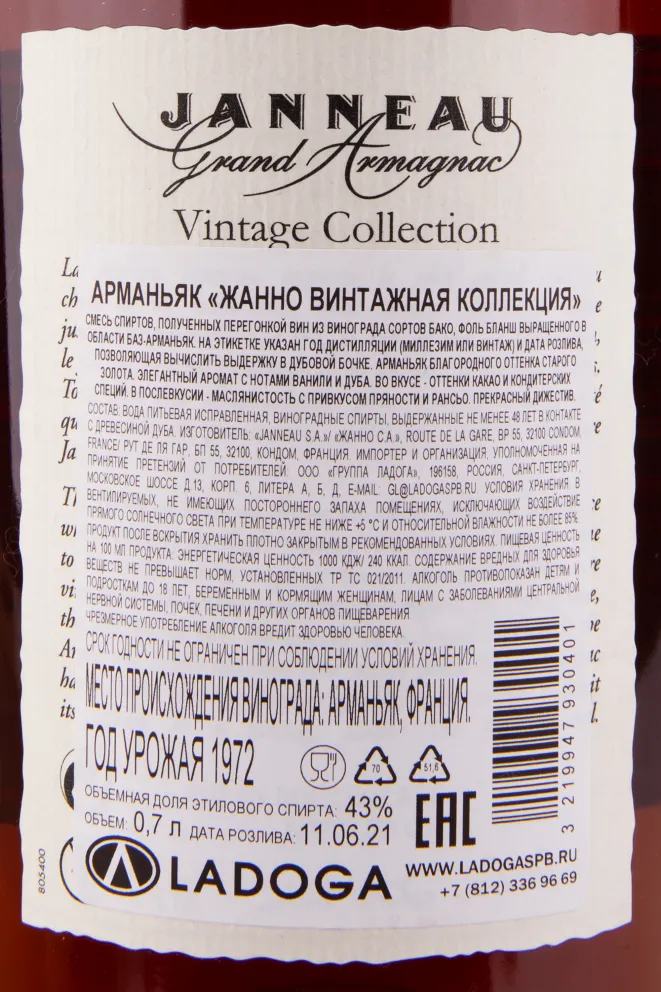 JANNEAU
Grand Armagnac
Vintage Collection
АРМАНЬЯК «ЖАННО ВИНТАЖНАЯ КОЛЛЕКЦИЯ»
СМЕСЬ СПИРТОВ, ПОЛУЧЕННЫХ ПЕРЕГОНКОЙ ВИН ИЗ ВИНОГРАДА СОРТОВ БАКО, ФОЛЬ БЛАНШ ВЫРАЩЕННОГО В
ОБЛАСТИ БАЗ-АРМАНЬЯК. НА ЭТИКЕТКЕ УКАЗАН ГОД ДИСТИЛЛЯЦИИ (МИЛЛЕЗИМ ИЛИ ВИНТАЖ) И ДАТА РОЗЛИВА,
ПОЗВОЛЯЮЩАЯ ВЫЧИСЛИТЬ ВЫДЕРЖКУ В ДУБОВОЙ БОЧКЕ. АРМАНЬЯК БЛАГОРОДНОГО ОТТЕНКА СТАРОГО
ЗОЛОТА. ЭЛЕГАНТНЫЙ АРОМАТ С НОТАМИ ВАНИЛИ И ДУБА. ВО ВКУСЕ - ОТТЕНКИ КАКАО И КОНДИТЕРСКИХ
СПЕЦИЙ. В ПОСЛЕВКУСИИ - МАСЛЯНИСТОСТЬ С ПРИВКУСОМ ПРЯНОСТИ И РАНСЬО. ПРЕКРАСНЫЙ ДИЖЕСТИВ.
СОСТАВ: ВОДА ПИТЬЕВАЯ ИСПРАВЛЕННАЯ, ВИНОГРАДНЫЕ СПИРТЫ, ВЫДЕРЖАННЫЕ НЕ МЕНЕЕ 48 ЛЕТ В КОНТАКТЕ
С ДРЕВЕСИНОЙ ДУБА. ИЗГОТОВИТЕЛЬ: «JANNEAU S.A.»/ «ЖАННО С.А.», ROUTE DE LA GARE, BP 55, 32100 CONDOM,
FRANCE/ РУТ ДЕ ЛЯ ГАР, БП 55, 32100, КОНДОМ, ФРАНЦИЯ. ИМПОРТЕР И ОРГАНИЗАЦИЯ, УПОЛНОМОЧЕННАЯ НА
ПРИНЯТИЕ ПРЕТЕНЗИЙ ОТ ПОТРЕБИТЕЛЕЙ: ООО «ГРУППА ЛАДОГА», 196158, РОССИЯ, САНКТ-ПЕТЕРБУРГ,
МОСКОВСКОЕ ШОССЕ Д.13, КОРП. 6, ЛИТЕРА А, Б, Д, E-MAIL: GL@LADOGASPB.RU. УСЛОВИЯ ХРАНЕНИЯ: В
ВЕНТИЛИРУЕМЫХ, НЕ ИМЕЮЩИХ ПОСТОРОННЕГО ЗАПАХА ПОМЕЩЕНИЯХ, ИСКЛЮЧАЮЩИХ ВОЗДЕЙСТВИЕ
ПРЯМОГО СОЛНЕЧНОГО СВЕТА ПРИ ТЕМПЕРАТУРЕ НЕ НИЖЕ +5 °С И ОТНОСИТЕЛЬНОЙ ВЛАЖНОСТИ НЕ БОЛЕЕ 85%.
ПРОДУКТ ПОСЛЕ ВСКРЫТИЯ ХРАНИТЬ ПЛОТНО ЗАКРЫТЫМ В РЕКОМЕНДОВАННЫХ УСЛОВИЯХ. ПИЩЕВАЯ ЦЕННОСТЬ
НА 100 МЛ ПРОДУКТА: ЭНЕРГЕТИЧЕСКАЯ ЦЕННОСТЬ 1000 КДЖ/ 240 ККАЛ. СОДЕРЖАНИЕ ВРЕДНЫХ ДЛЯ ЗДОРОВЬЯ
ВЕЩЕСТВ НЕ ПРЕВЫШАЕТ НОРМ, УСТАНОВЛЕННЫХ ТР ТС 021/2011. АЛКОГОЛЬ ПРОТИВОПОКАЗАН ДЕТЯМ И
ПОДРОСТКАМ ДО 18 ЛЕТ, БЕРЕМЕННЫМ И КОРМЯЩИМ ЖЕНЩИНАМ, ЛИЦАМ С ЗАБОЛЕВАНИЯМИ ЦЕНТРАЛЬНОЙ
НЕРВНОЙ СИСТЕМЫ, ПОЧЕК, ПЕЧЕНИ И ДРУГИХ ОРГАНОВ ПИЩЕВАРЕНИЯ.
ЧРЕЗМЕРНОЕ УПОТРЕБЛЕНИЕ АЛКОГОЛЯ ВРЕДИТ ЗДОРОВЬЮ ЧЕЛОВЕКА.
СРОК ГОДНОСТИ НЕ ОГРАНИЧЕН ПРИ СОБЛЮДЕНИИ УСЛОВИЙ ХРАНЕНИЯ.
МЕСТО ПРОИСХОЖДЕНИЯ ВИНОГРАДА: АРМАНЬЯК, ФРАНЦИЯ.
ГОД УРОЖАЯ 1972
70
51,6
ОБЪЕМНАЯ ДОЛЯ ЭТИЛОВОГО СПИРТА: 43%
ОБЪЕМ: 0,7 Л ДАТА РОЗЛИВА: 11.06.21
EAC
3 219947 930401
LADOGA
WWW.LADOGASPB.RU
+7 (812) 336 96 69
805400